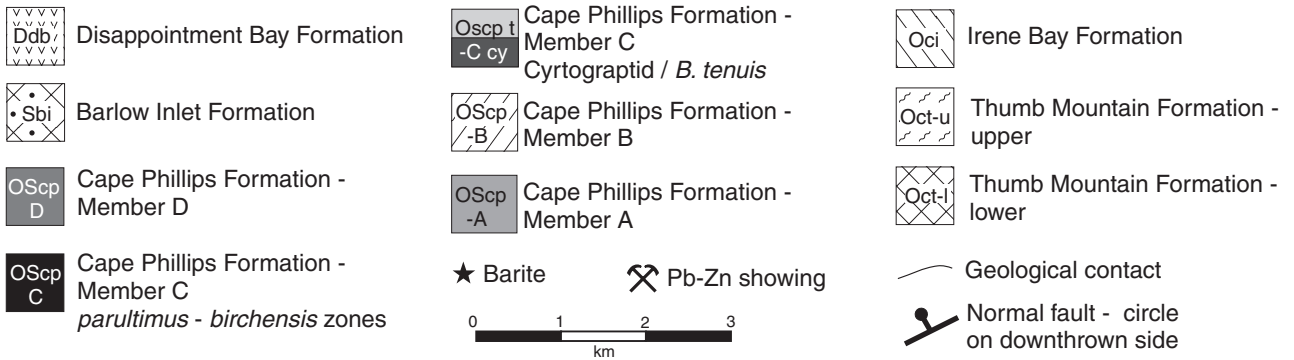 Ddb
Disappointment Bay Formation
Sbi
Barlow Inlet Formation
OScp
D
Cape Phillips Formation -
Member D
OScp
C
Cape Phillips Formation -
Member C
parultimus - birchensis zones
Oscp t
-C cy
Cape Phillips Formation -
Member C
Cyrtograptid / B. tenuis
OScp
-B
Cape Phillips Formation -
Member B
OScp
-A
Cape Phillips Formation -
Member A
Barite
Pb-Zn showing
0 1 2 3
km
Oci
Irene Bay Formation
Oct-u
Thumb Mountain Formation -
upper
Oct-l
Thumb Mountain Formation -
lower
Geological contact
Normal fault - circle
on downthrown side